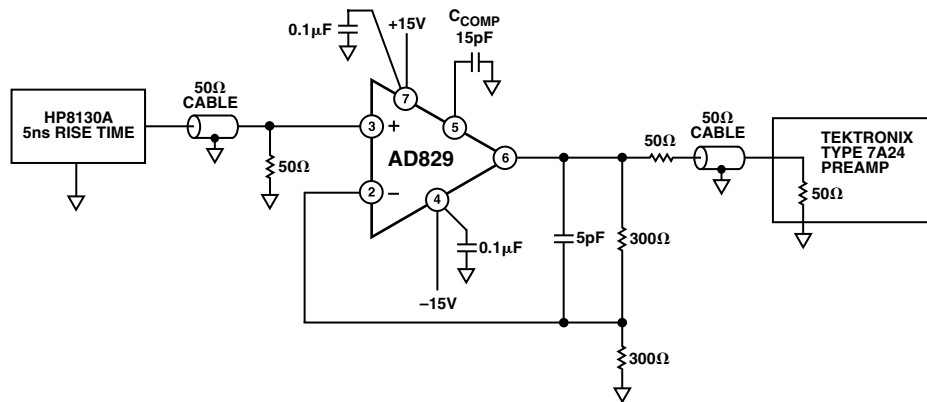 0.1µF
+15V
CCOMP
15pF
50Ω
CABLE
HP8130A
5ns RISE TIME
50Ω
3
+
7
5
AD829
6
2
–
4
0.1µF
–15V
5pF
300Ω
300Ω
50Ω
50Ω
CABLE
TEKTRONIX
TYPE 7A24
PREAMP
50Ω